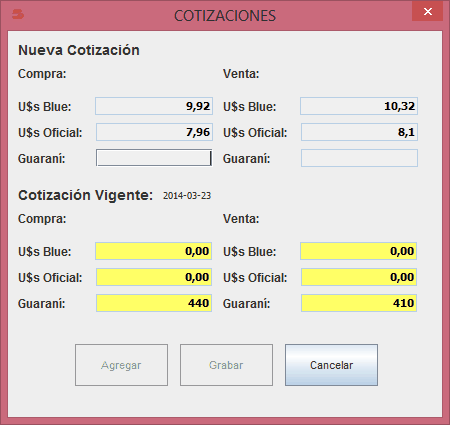 COTIZACIONES
Nueva Cotización
Compra: Venta:
U$s Blue: 9,92 U$s Blue: 10,32
U$s Oficial: 7,96 U$s Oficial: 8,1
Guaraní: Guaraní:
Cotización Vigente: 2014-03-23
Compra: Venta:
U$s Blue: 0,00 U$s Blue: 0,00
U$s Oficial: 0,00 U$s Oficial: 0,00
Guaraní: 440 Guaraní: 410
Agregar Grabar Cancelar